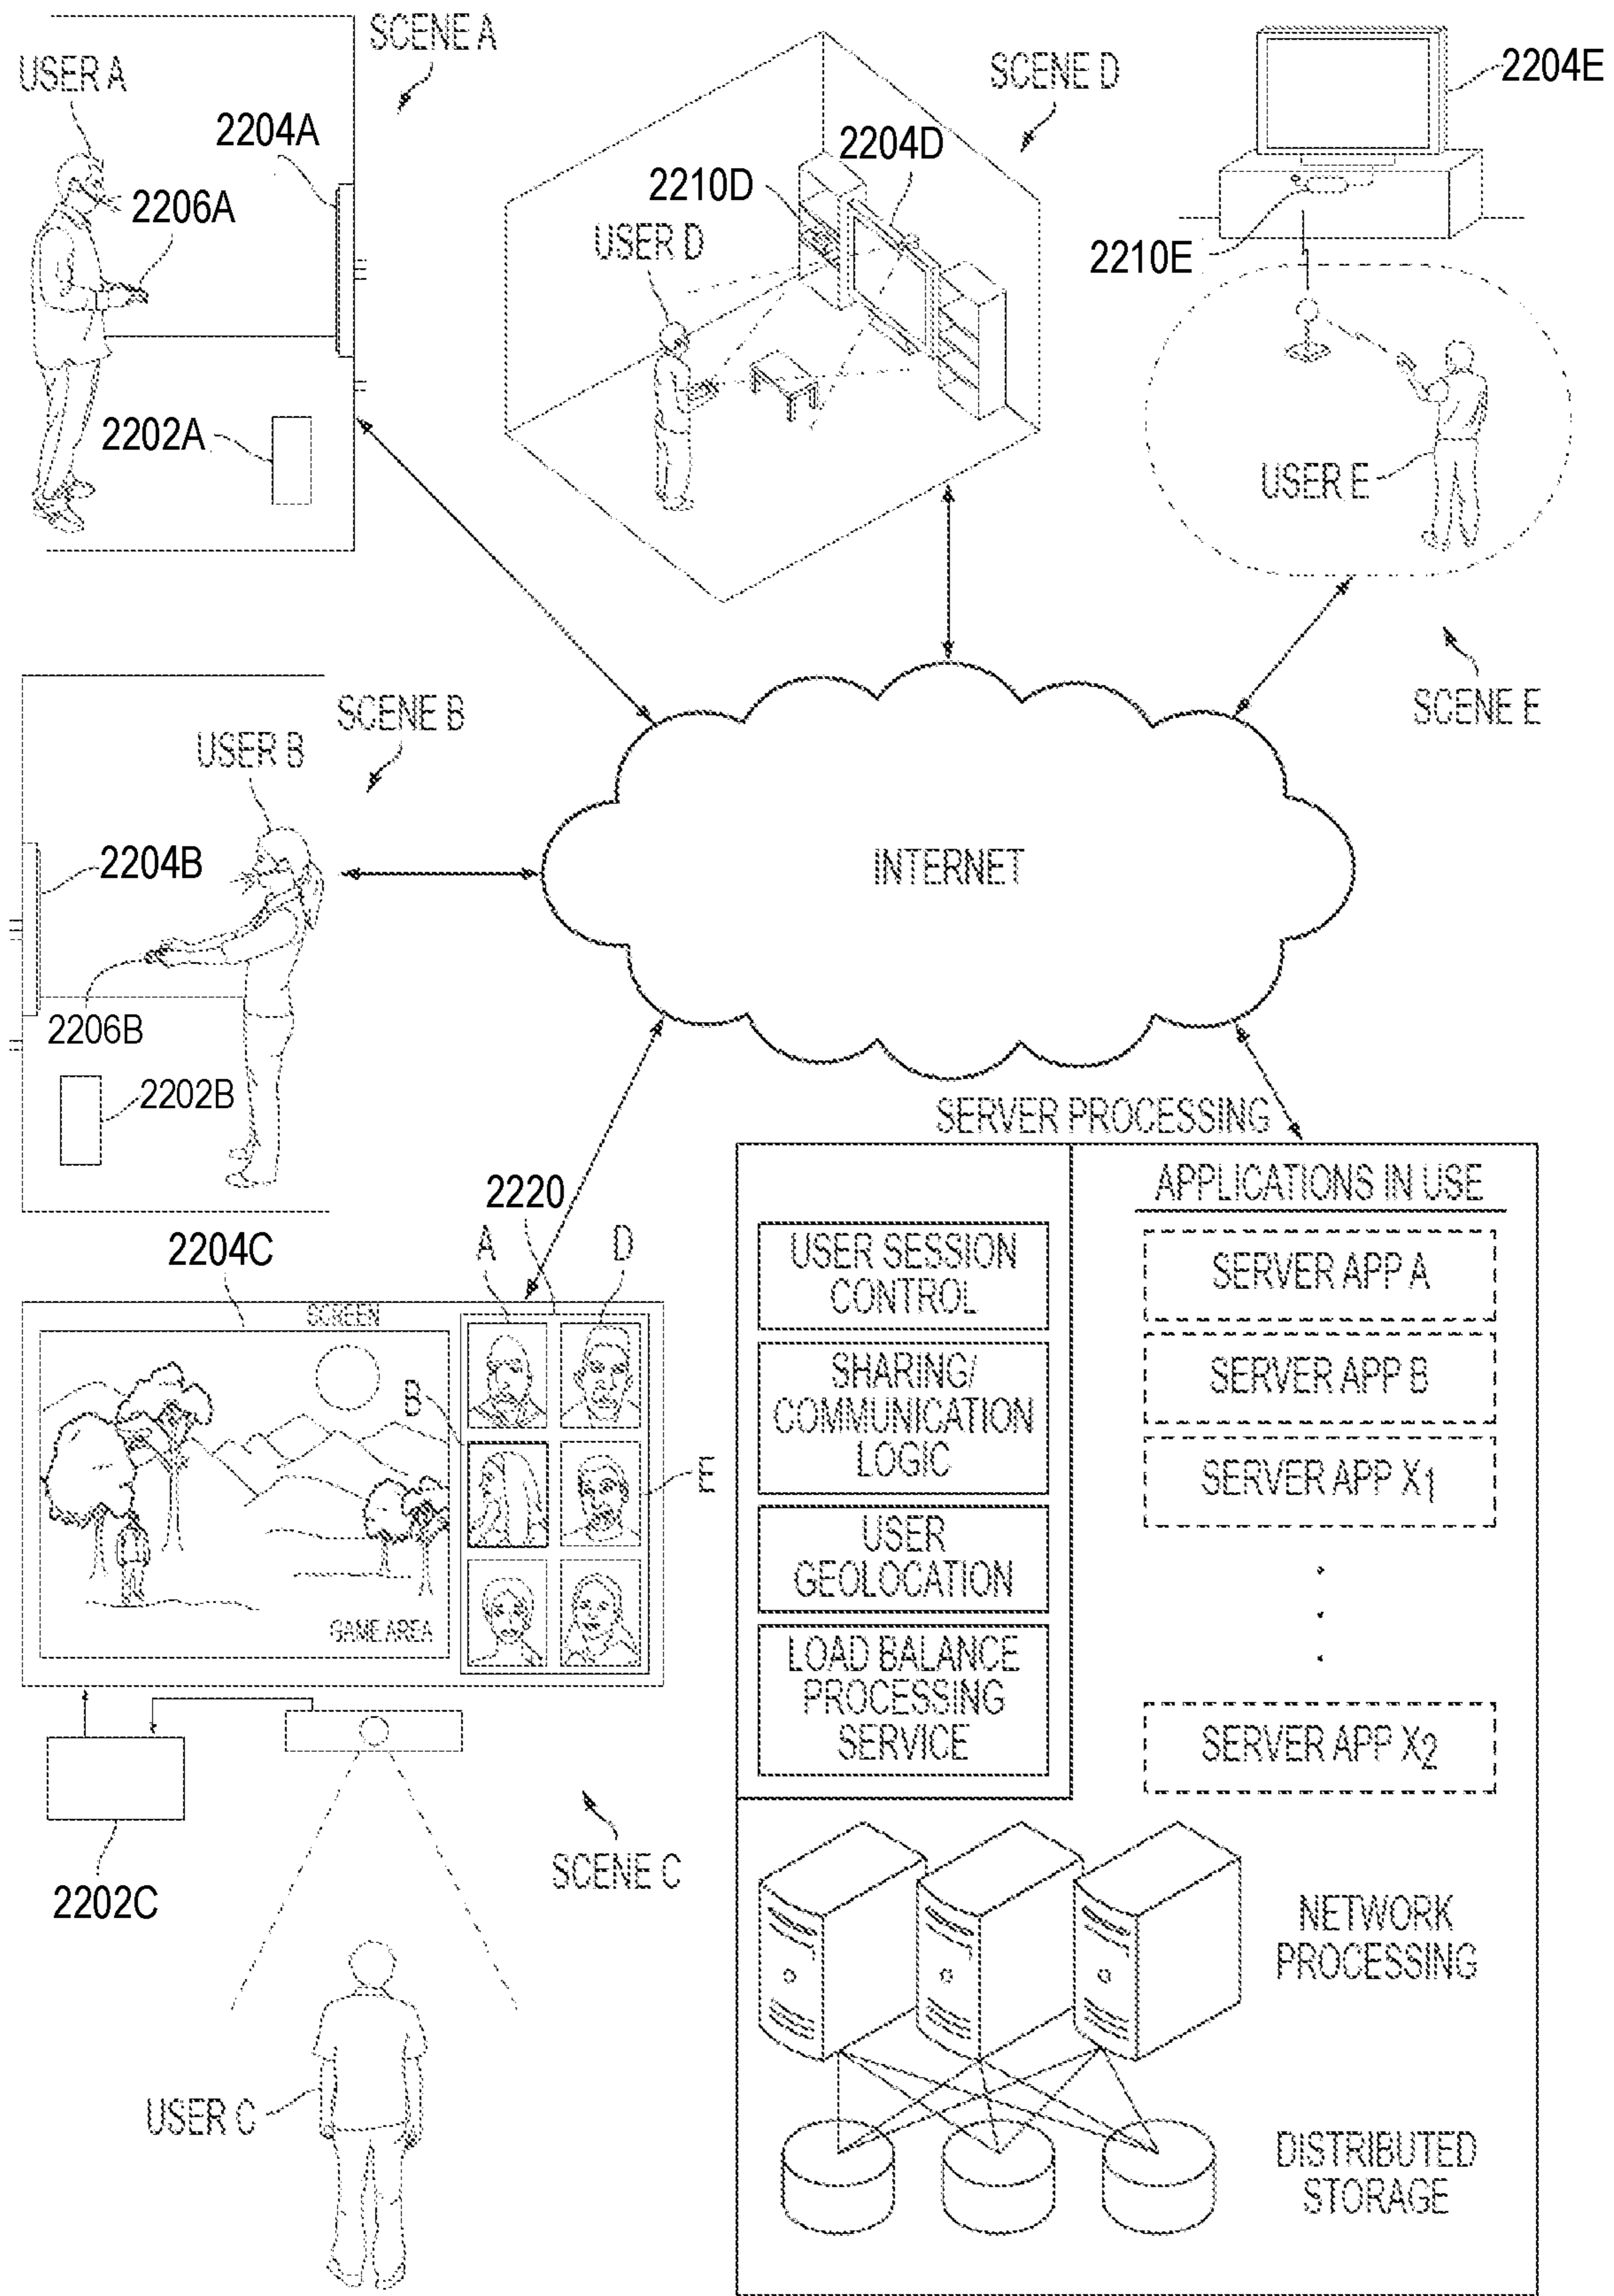 SCENE A
USER A
2204A
2206A
2202A
SCENE D
2204D
2210D
USER D
2204E
2210E
USER E
SCENE E
SCENE B
USER B
2204B
2206B
2202B
INTERNET
SERVER PROCESSING
2220
A
D
2204C
SCREEN
B
E
GAME AREA
2202C
SCENE C
USER C
USER SESSION
CONTROL
SHARING/
COMMUNICATION
LOGIC
USER
GEOLOCATION
LOAD BALANCE
PROCESSING
SERVICE
APPLICATIONS IN USE
SERVER APP A
SERVER APP B
SERVER APP X1
SERVER APP X2
NETWORK
PROCESSING
DISTRIBUTED
STORAGE